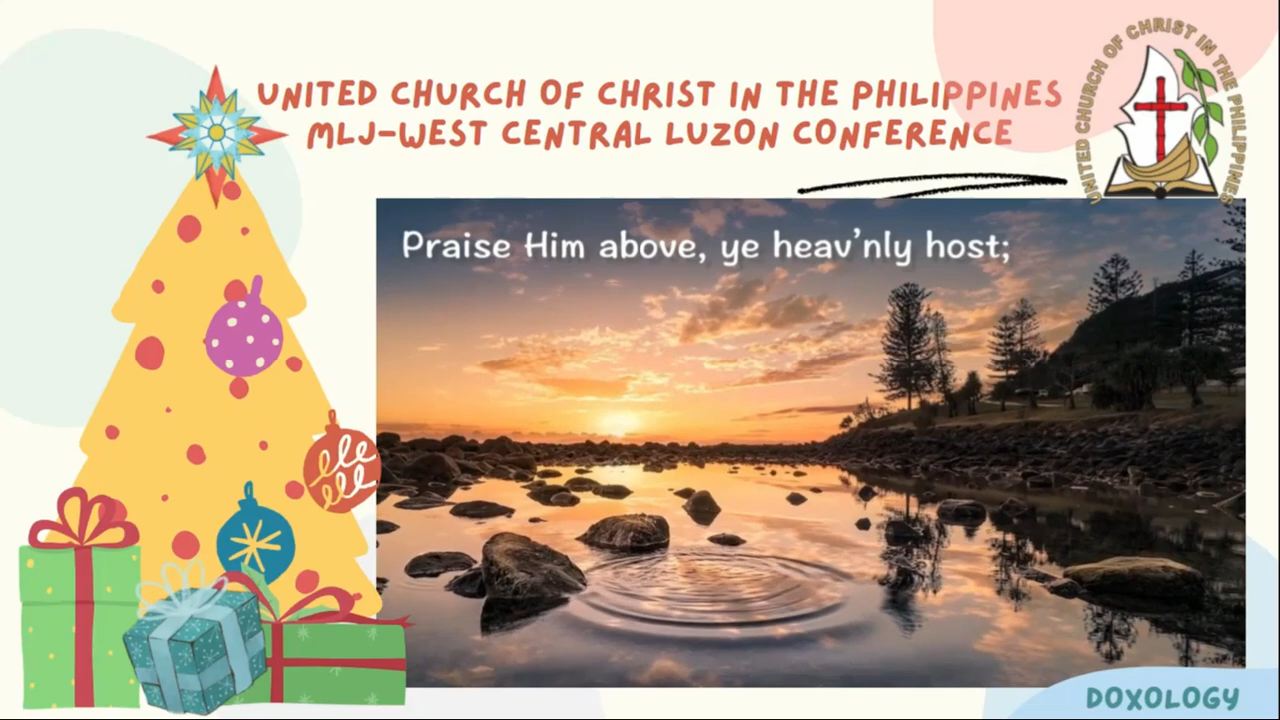 UNITED CHURCH OF CHRIST IN THE PHILIPPINES
MLJ-WEST CENTRAL LUZON CONFERENCE
UNITED CHURCH OF CHRIST IN THE PHILIPPINES
Praise Him above, ye heav'nly host;
DOXOLOGY